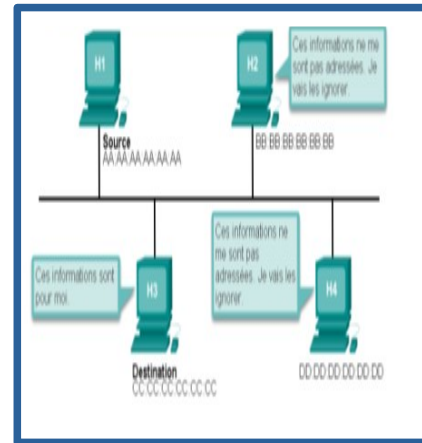 H1
Source
AA.AA.AA.AA.AA.AA
H2
Ces informations ne me
sont pas adressées. Je
vais les ignorer.
BB.BB.BB.BB.BB.BB
Ces informations sont
pour moi.
H3
Destination
CC.CC.CC.CC.CC.CC
Ces informations ne
me sont pas
adressées. Je vais les
ignorer.
H4
DD.DD.DD.DD.DD.DD